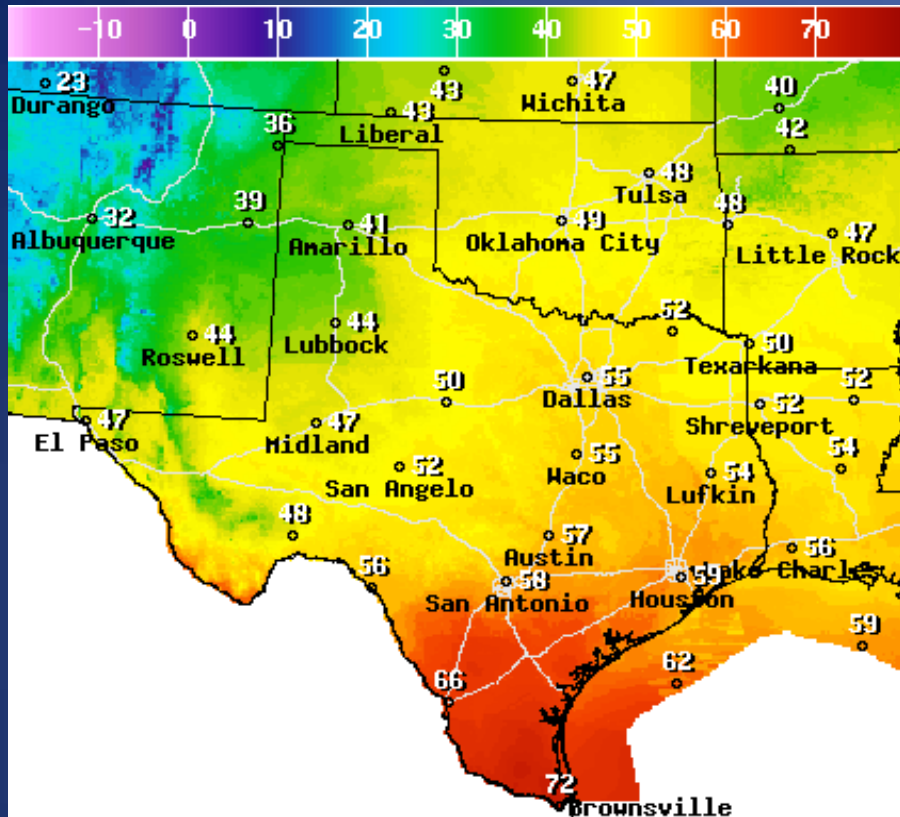 -10 0 10 20 30 40 50 60 70
23
Durango
43
47
Wichita
40
43
Liberal
36
42
48
Tulsa
32
Albuquerque
39
41
Amarillo
49
Oklahoma City
48
47
Little Rock
44
Roswell
44
Lubbock
52
50
Texarkana
55
Dallas
50
52
Shreveport
52
47
El Paso
47
Midland
52
San Angelo
55
Waco
54
Lufkin
54
48
57
Austin
56
Lake Charles
56
58
San Antonio
59
Houston
59
62
66
72
Brownsville